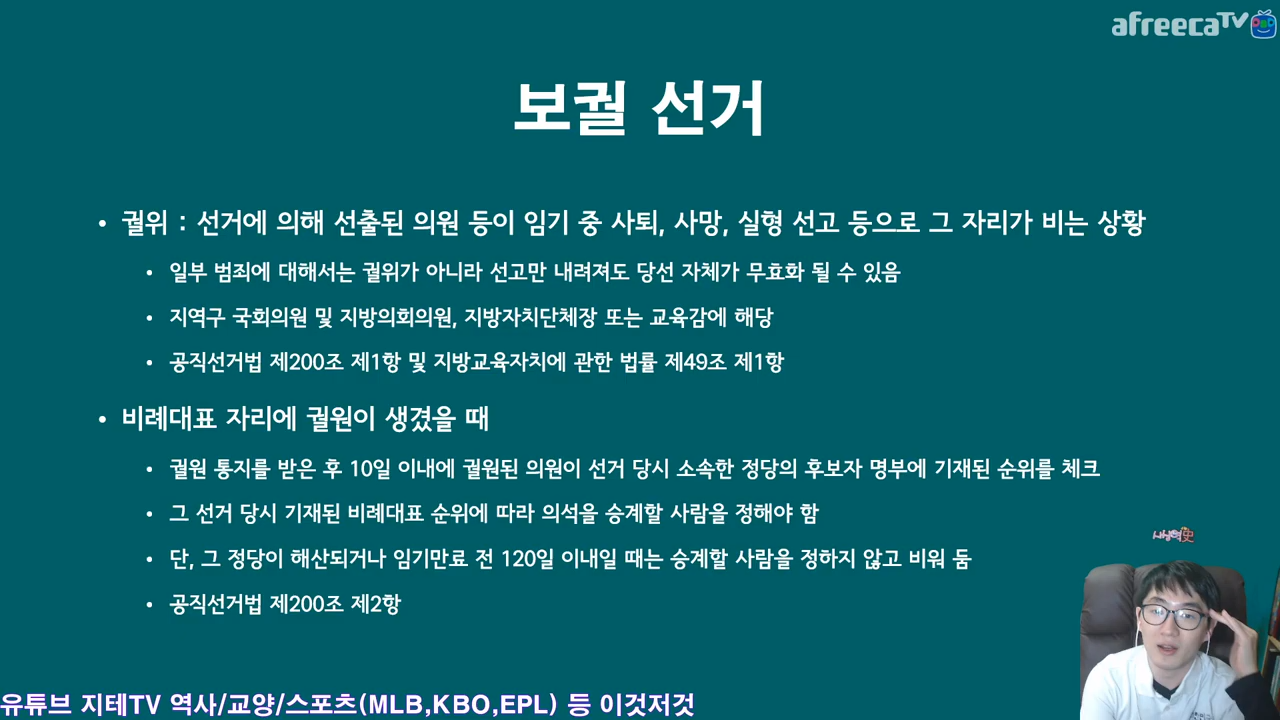 afreecaTV
보궐 선거
• 궐위 : 선거에 의해 선출된 의원 등이 임기 중 사퇴, 사망, 실형 선고 등으로 그 자리가 비는 상황
• 일부 범죄에 대해서는 궐위가 아니라 선고만 내려져도 당선 자체가 무효화 될 수 있음
• 지역구 국회의원 및 지방의회의원, 지방자치단체장 또는 교육감에 해당
• 공직선거법 제200조 제1항 및 지방교육자치에 관한 법률 제49조 제1항
• 비례대표 자리에 궐원이 생겼을 때
• 궐원 통지를 받은 후 10일 이내에 궐원된 의원이 선거 당시 소속한 정당의 후보자 명부에 기재된 순위를 체크
• 그 선거 당시 기재된 비례대표 순위에 따라 의석을 승계할 사람을 정해야 함
• 단, 그 정당이 해산되거나 임기만료 전 120일 이내일 때는 승계할 사람을 정하지 않고 비워 둠
• 공직선거법 제200조 제2항
유튜브 지테TV 역사/교양/스포츠(MLB,KBO,EPL) 등 이것저것